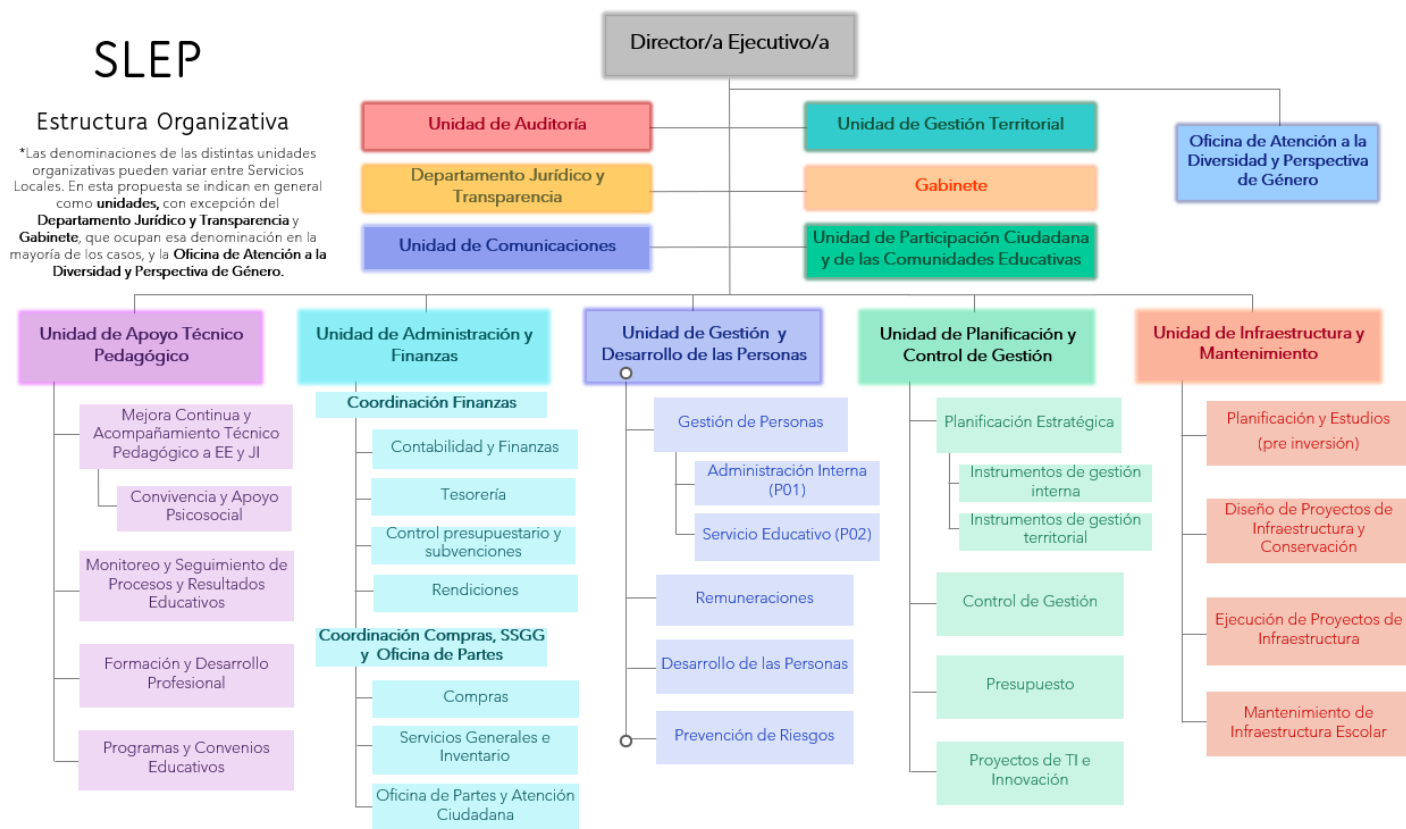 SLEP
Estructura Organizativa
*Las denominaciones de las distintas unidades
organizativas pueden variar entre Servicios
Locales. En esta propuesta se indican en general
como unidades, con excepción del
Departamento Jurídico y Transparencia y
Gabinete, que ocupan esa denominación en la
mayoría de los casos, y la Oficina de Atención a la
Diversidad y Perspectiva de Género.
Director/a Ejecutivo/a
Unidad de Auditoría
Unidad de Gestión Territorial
Oficina de Atención a la
Diversidad y Perspectiva
de Género
Departamento Jurídico y
Transparencia
Gabinete
Unidad de Comunicaciones
Unidad de Participación Ciudadana
y de las Comunidades Educativas
Unidad de Apoyo Técnico
Pedagógico
Mejora Continua y
Acompañamiento Técnico
Pedagógico a EE y JI
Convivencia y Apoyo
Psicosocial
Monitoreo y Seguimiento de
Procesos y Resultados
Educativos
Formación y Desarrollo
Profesional
Programas y Convenios
Educativos
Unidad de Administración y
Finanzas
Coordinación Finanzas
Contabilidad y Finanzas
Tesorería
Control presupuestario y
subvenciones
Rendiciones
Coordinación Compras, SSGG
y Oficina de Partes
Compras
Servicios Generales e
Inventario
Oficina de Partes y Atención
Ciudadana
Unidad de Gestión y
Desarrollo de las Personas
Gestión de Personas
Administración Interna
(P01)
Servicio Educativo (P02)
Remuneraciones
Desarrollo de las Personas
Prevención de Riesgos
Unidad de Planificación y
Control de Gestión
Planificación Estratégica
Instrumentos de gestión
interna
Instrumentos de gestión
territorial
Control de Gestión
Presupuesto
Proyectos de TI e
Innovación
Unidad de Infraestructura y
Mantenimiento
Planificación y Estudios
(pre inversión)
Diseño de Proyectos de
Infraestructura y
Conservación
Ejecución de Proyectos de
Infraestructura
Mantenimiento de
Infraestructura Escolar